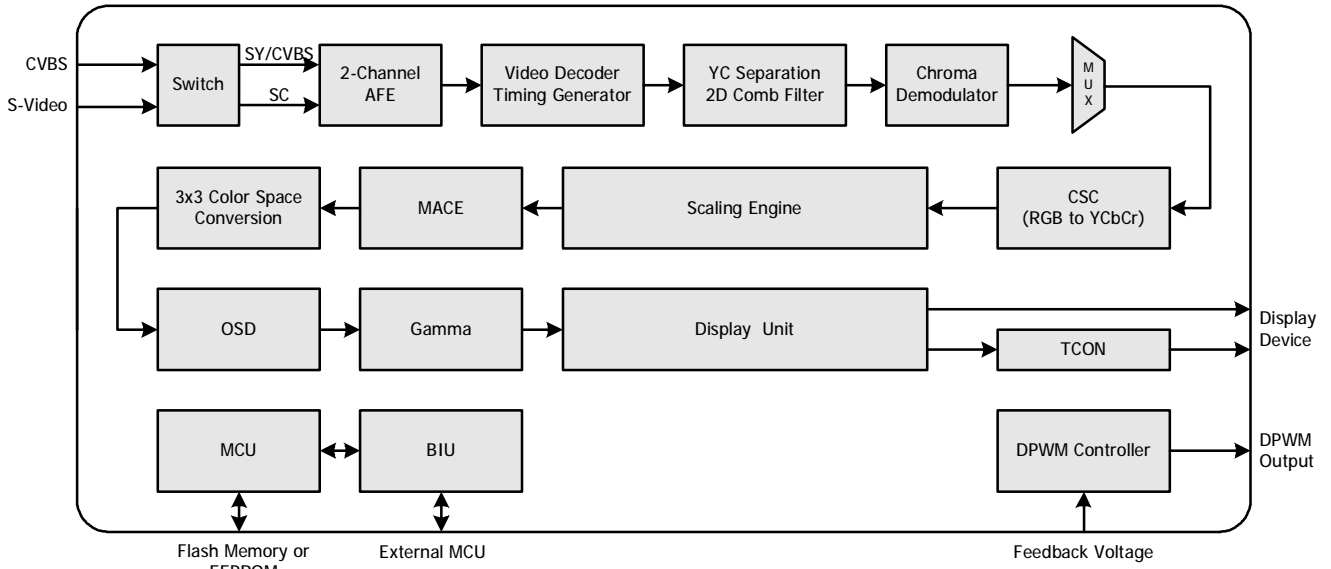 CVBS
S-Video
Switch
SY/CVBS
SC
2-Channel
AFE
Video Decoder
Timing Generator
YC Separation
2D Comb Filter
Chroma
Demodulator
M
U
X
3x3 Color Space
Conversion
MACE
Scaling Engine
CSC
(RGB to YCbCr)
OSD
Gamma
Display Unit
TCON
Display
Device
MCU
BIU
DPWM Controller
DPWM
Output
Flash Memory or
EEPROM
External MCU
Feedback Voltage